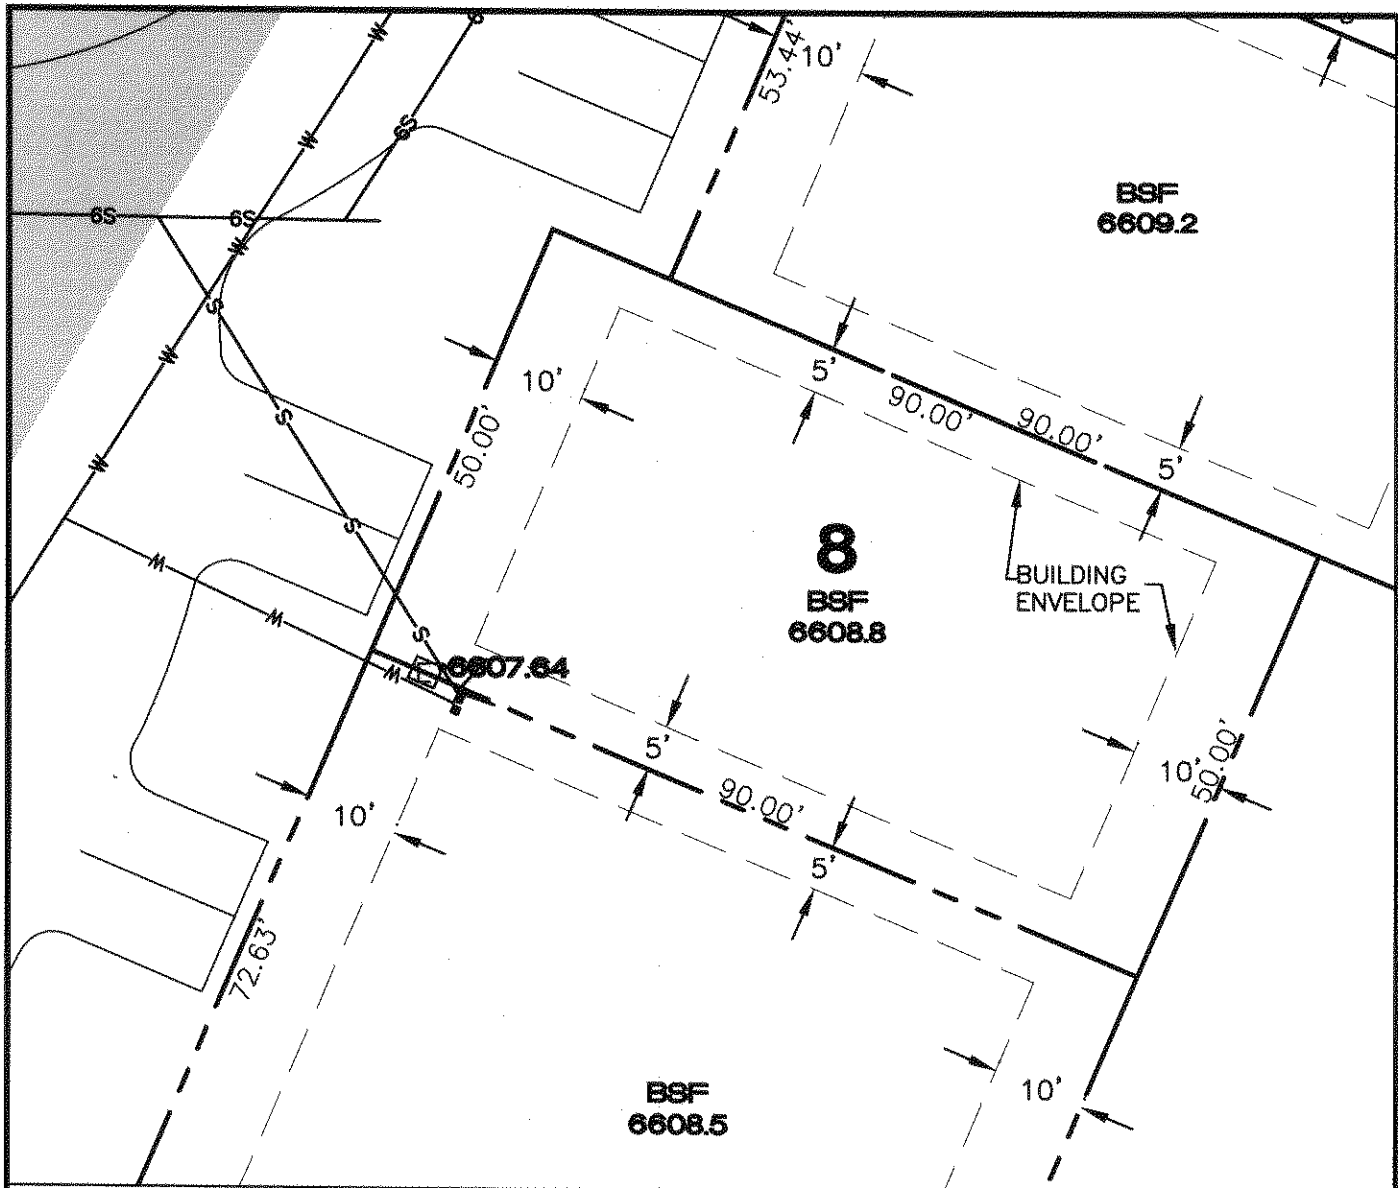 S
6S
W
53.44'
10'
W
6S
BSF
6609.2
6S
6S
W
S
W
5'
10'
90.00'
90.00'
50.00'
S
5'
W
8
BSF
6608.8
BUILDING
ENVELOPE
S
W
W
S
W
6607.64
5'
90.00'
10'
50.00'
10'
5'
72.63'
BSF
6608.5
10'